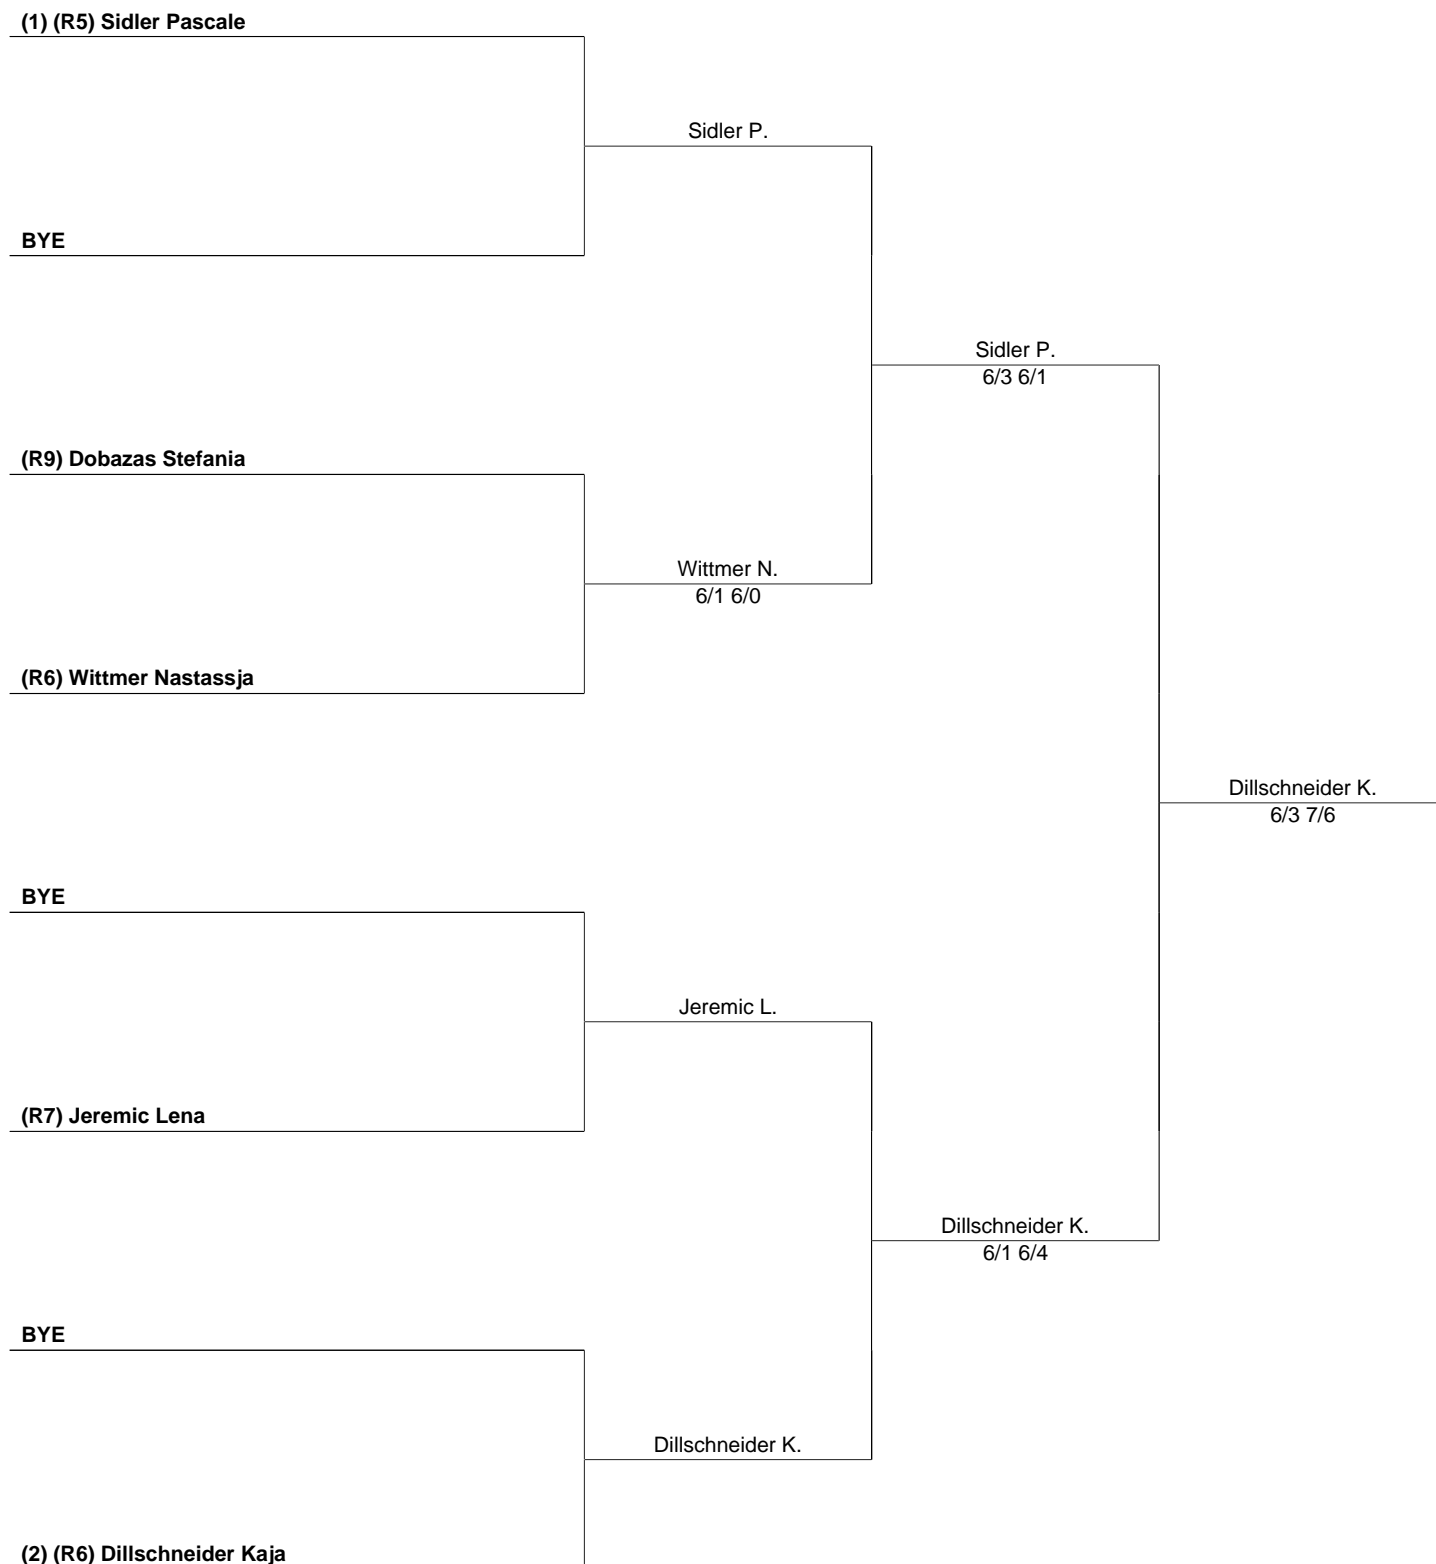 (1) (R5) Sidler Pascale
Sidler P.
BYE
Sidler P.
6/3 6/1
(R9) Dobazas Stefania
Wittmer N.
6/1 6/0
(R6) Wittmer Nastassja
Dillschneider K.
6/3 7/6
BYE
Jeremic L.
(R7) Jeremic Lena
Dillschneider K.
6/1 6/4
BYE
Dillschneider K.
(2) (R6) Dillschneider Kaja